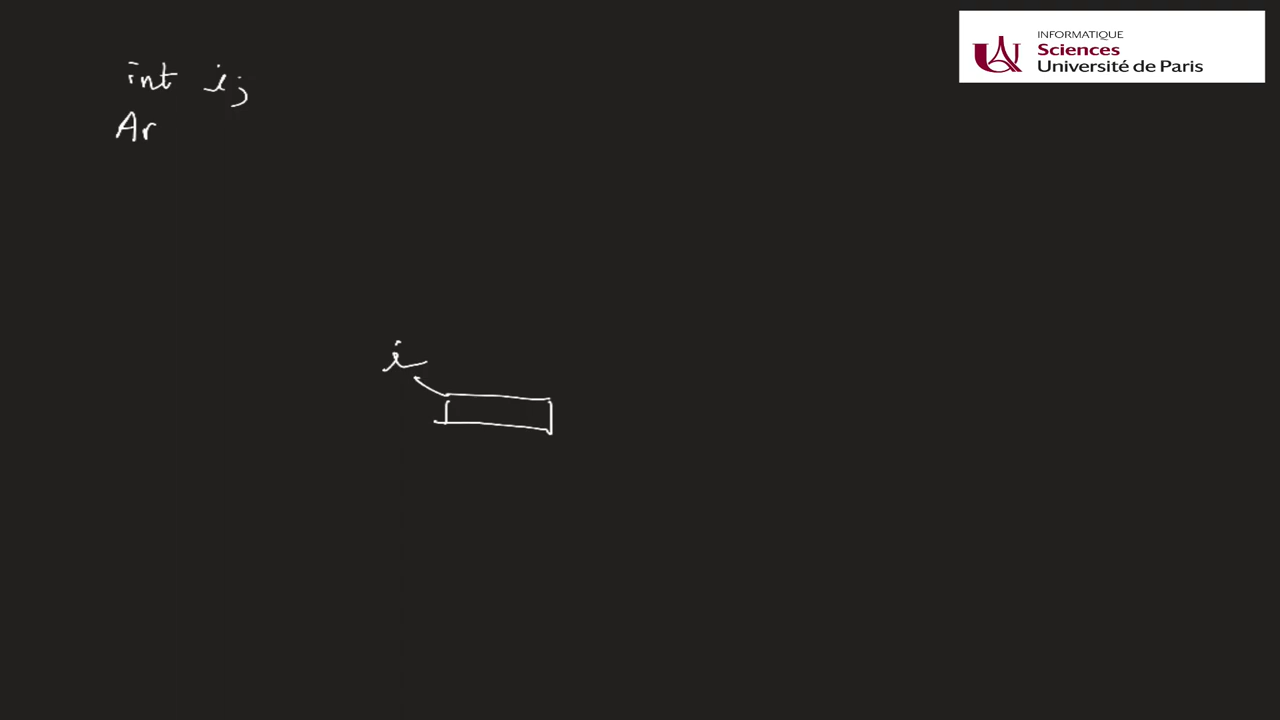 INFORMATIQUE
Sciences
Université de Paris
int i;
Ar
i